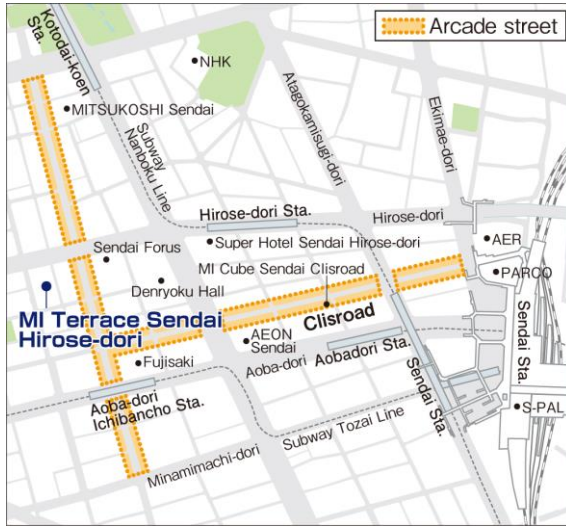 Arcade street
Kotodai-koen
Sta.
NHK
MITSUKOSHI Sendai
Subway
Nanboku Line
Atagokamisugi-dori
Ekimae-dori
Hirose-dori Sta.
Hirose-dori
Super Hotel Sendai Hirose-dori
AER
Sendai Forus
MI Cube Sendai Clisroad
PARCO
Denryoku Hall
MI Terrace Sendai
Hirose-dori
Clisroad
AEON
Sendai
Aobadori Sta.
Sendai Sta.
Fujisaki
Aoba-dori
Sendai Sta.
Aoba-dori
Ichibancho Sta.
S-PAL
Subway Tozai Line
Minamimachi-dori